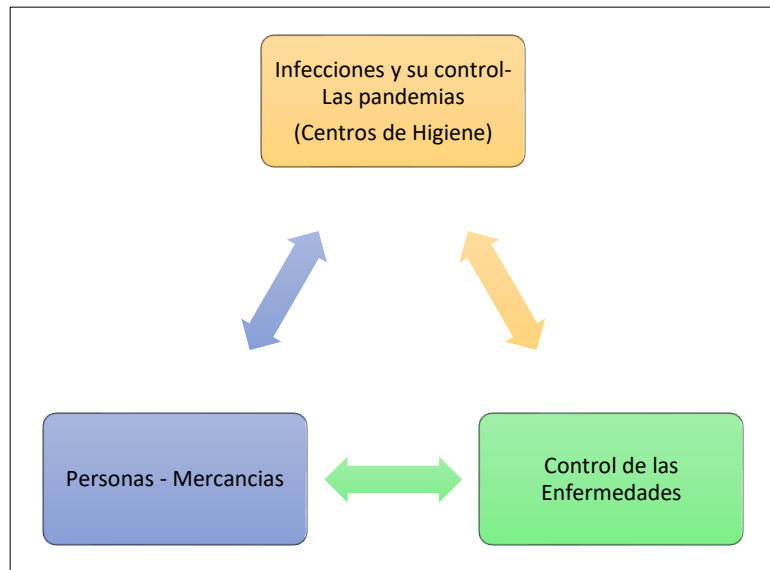 Infecciones y su control-
Las pandemias
(Centros de Higiene)
Personas - Mercancias
Control de las
Enfermedades